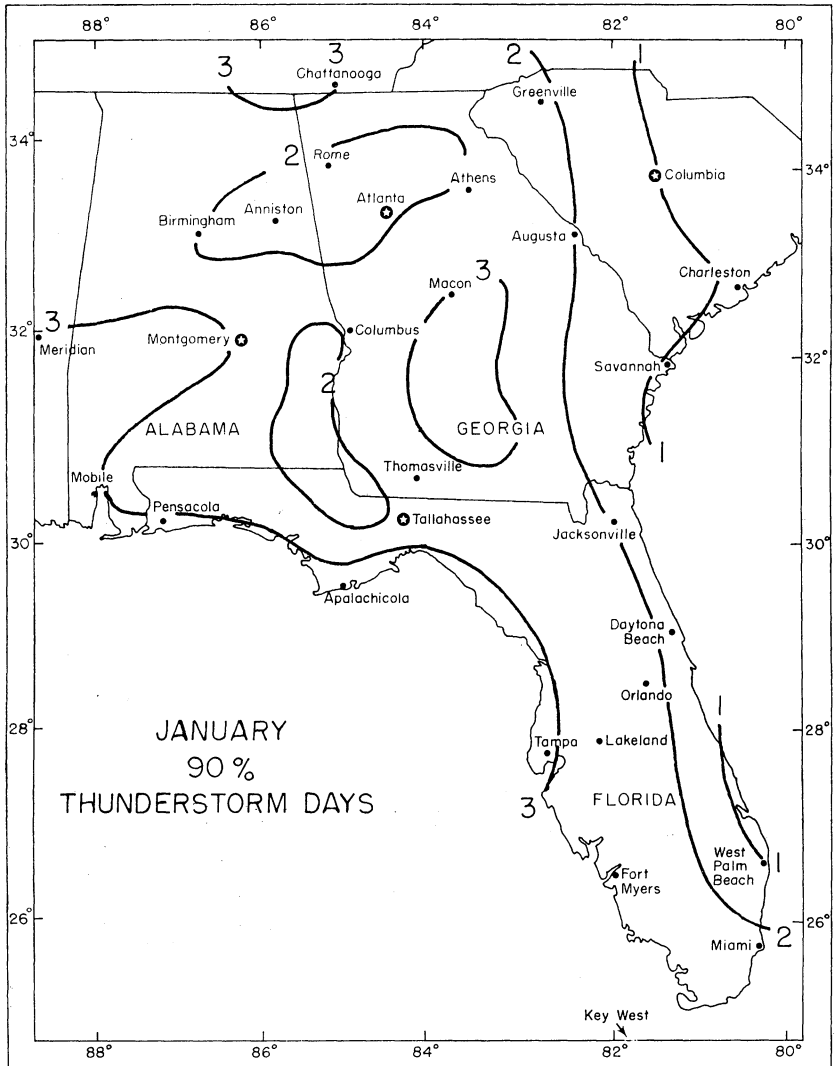 88° 86° 84° 82° 80°
3 3 2 1
Chattanooga
Greenville
34° 34°
2 Rome
Athens
Columbia
Anniston Atlanta
Birmingham
Augusta
Charleston
Macon 3
32° 3 Columbus 32°
Meridian Montgomery
Savannah
2
ALABAMA GEORGIA
1
Thomasville
Mobile
Pensacola
Tallahassee
30° Jacksonville 30°
Apalachicola
Daytona
Beach
Orlando
1
28° JANUARY 28°
90%
THUNDERSTORM DAYS
Tampa Lakeland
3 FLORIDA
West
Palm
Beach
1
Fort
Myers
26° 26°
2
Miami
Key West
88° 86° 84° 82° 80°